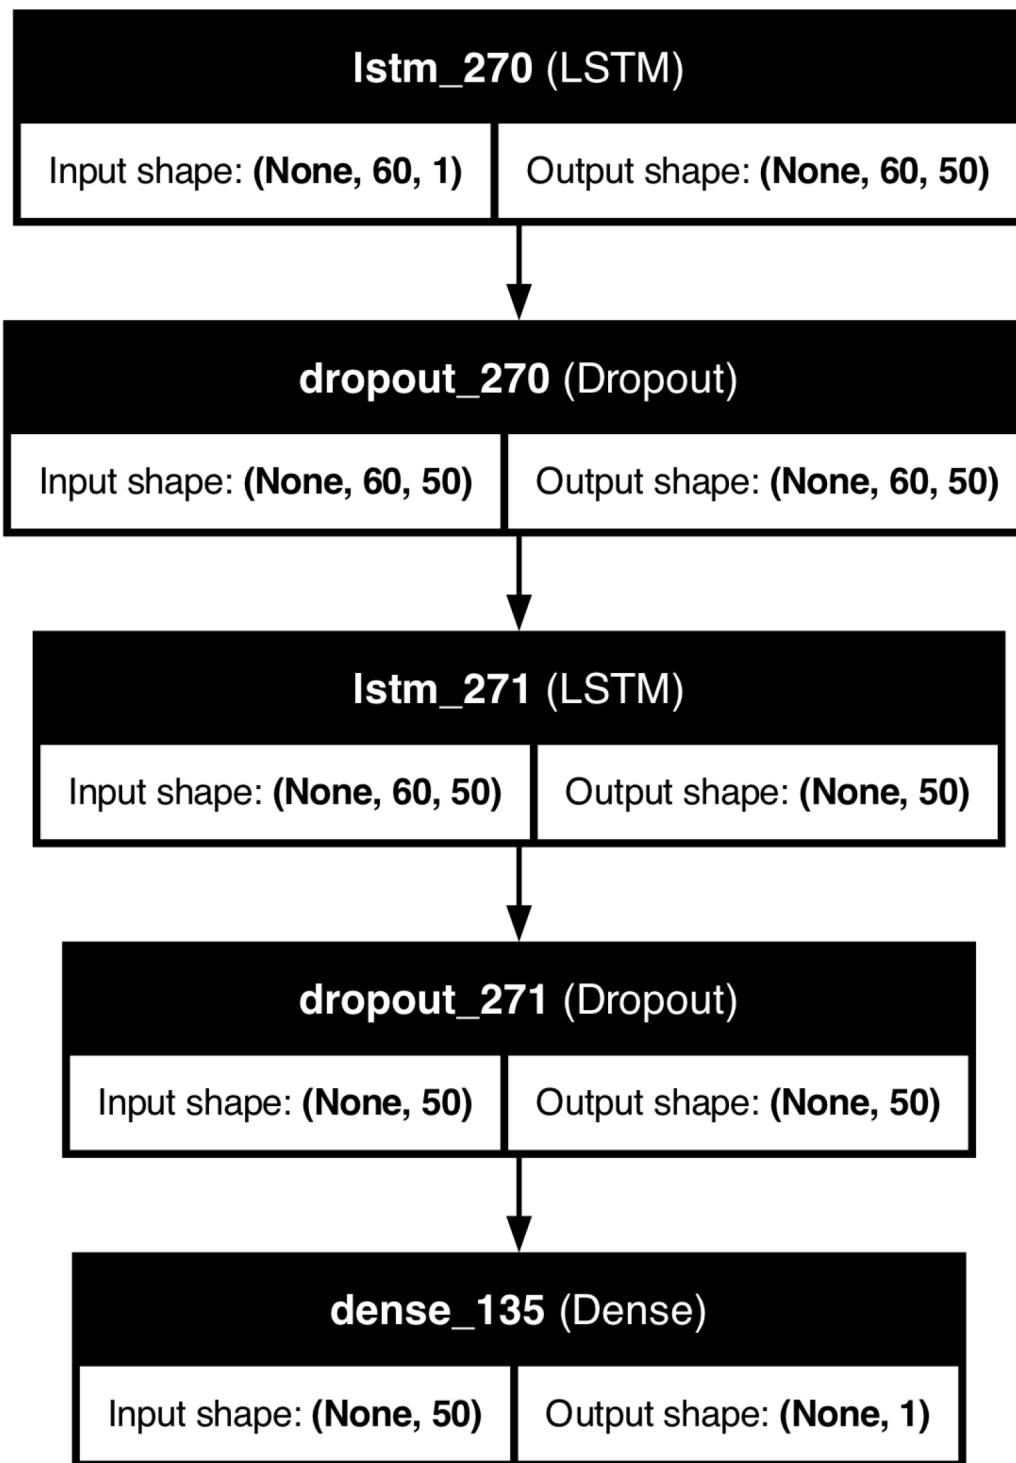 lstm_270 (LSTM)
Input shape: (None, 60, 1) Output shape: (None, 60, 50)
dropout_270 (Dropout)
Input shape: (None, 60, 50) Output shape: (None, 60, 50)
lstm_271 (LSTM)
Input shape: (None, 60, 50) Output shape: (None, 50)
dropout_271 (Dropout)
Input shape: (None, 50) Output shape: (None, 50)
dense_135 (Dense)
Input shape: (None, 50) Output shape: (None, 1)